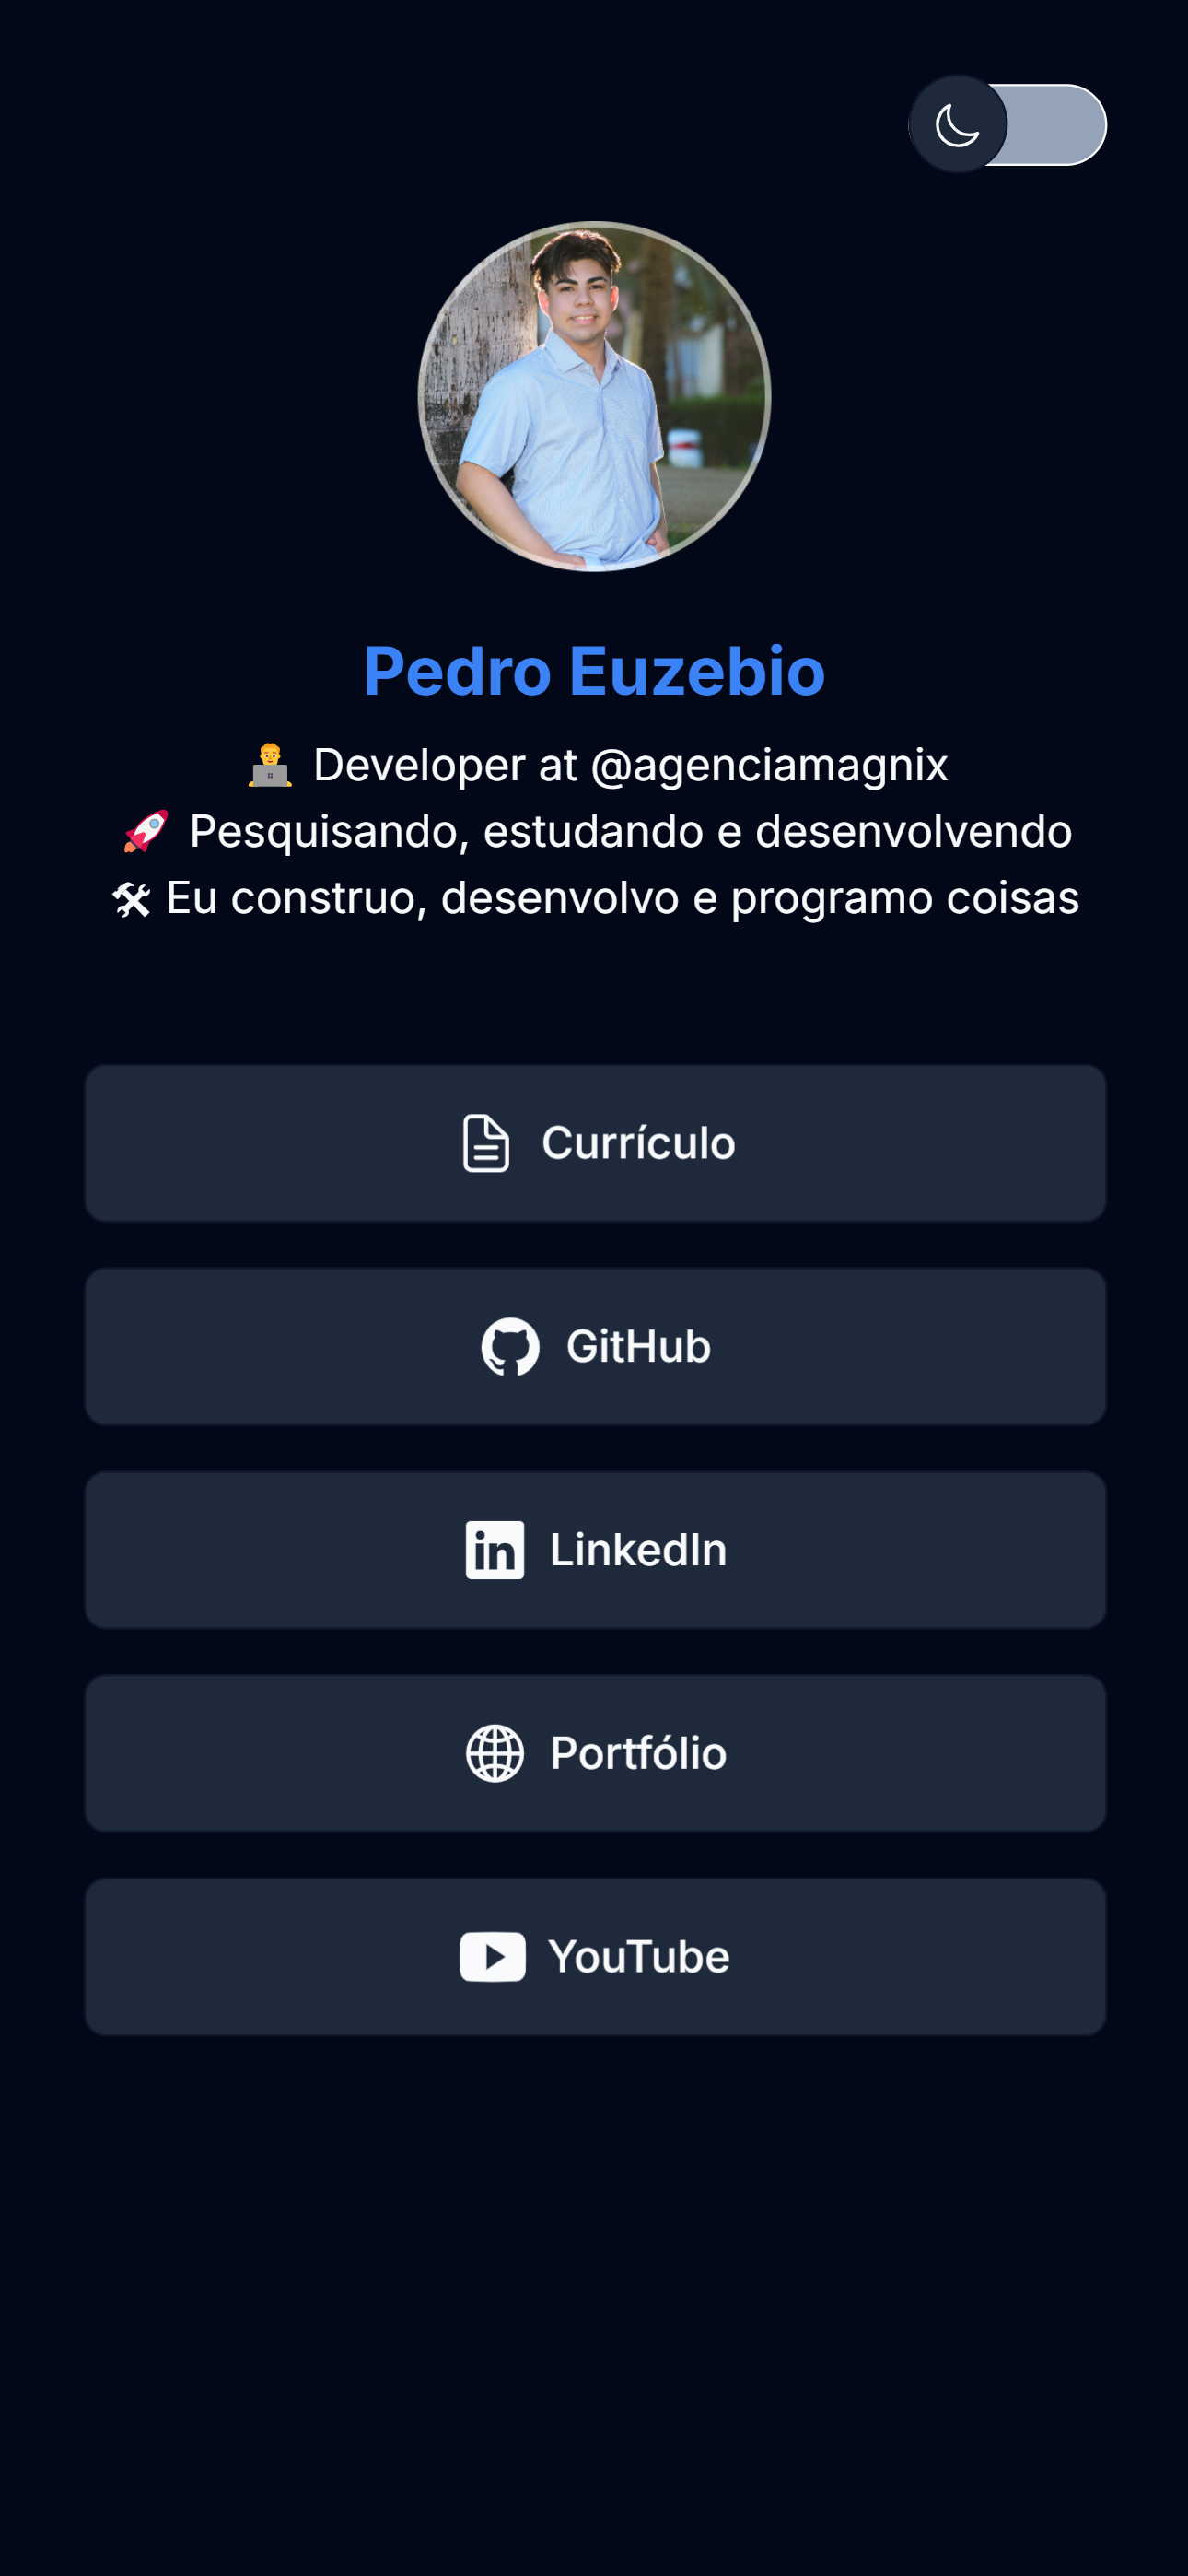 Pedro Euzebio
👨‍💻 Developer at @agenciamagnix
🚀 Pesquisando, estudando e desenvolvendo
🛠 Eu construo, desenvolvo e programo coisas
Currículo
GitHub
LinkedIn
Portfólio
YouTube